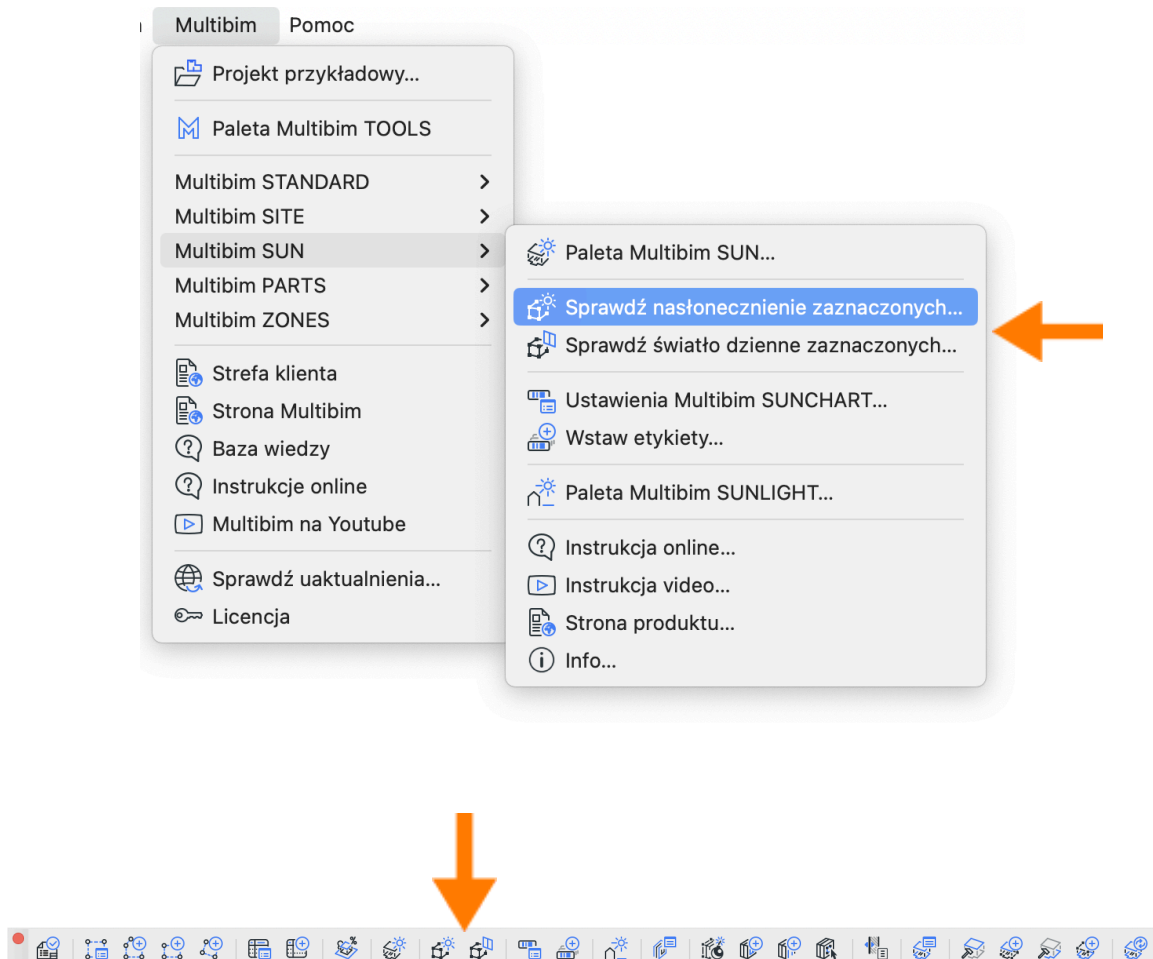 Multibim Pomoc
Projekt przykładowy...
Paleta Multibim TOOLS
Multibim STANDARD
Multibim SITE
Multibim SUN
Multibim PARTS
Multibim ZONES
Strefa klienta
Strona Multibim
Baza wiedzy
Instrukcje online
Multibim na Youtube
Sprawdź uaktualnienia...
Licencja
Paleta Multibim SUN...
Sprawdź nasłonecznienie zaznaczonych...
Sprawdź światło dzienne zaznaczonych...
Ustawienia Multibim SUNCHART...
Wstaw etykiety...
Paleta Multibim SUNLIGHT...
Instrukcja online...
Instrukcja video...
Strona produktu...
Info...